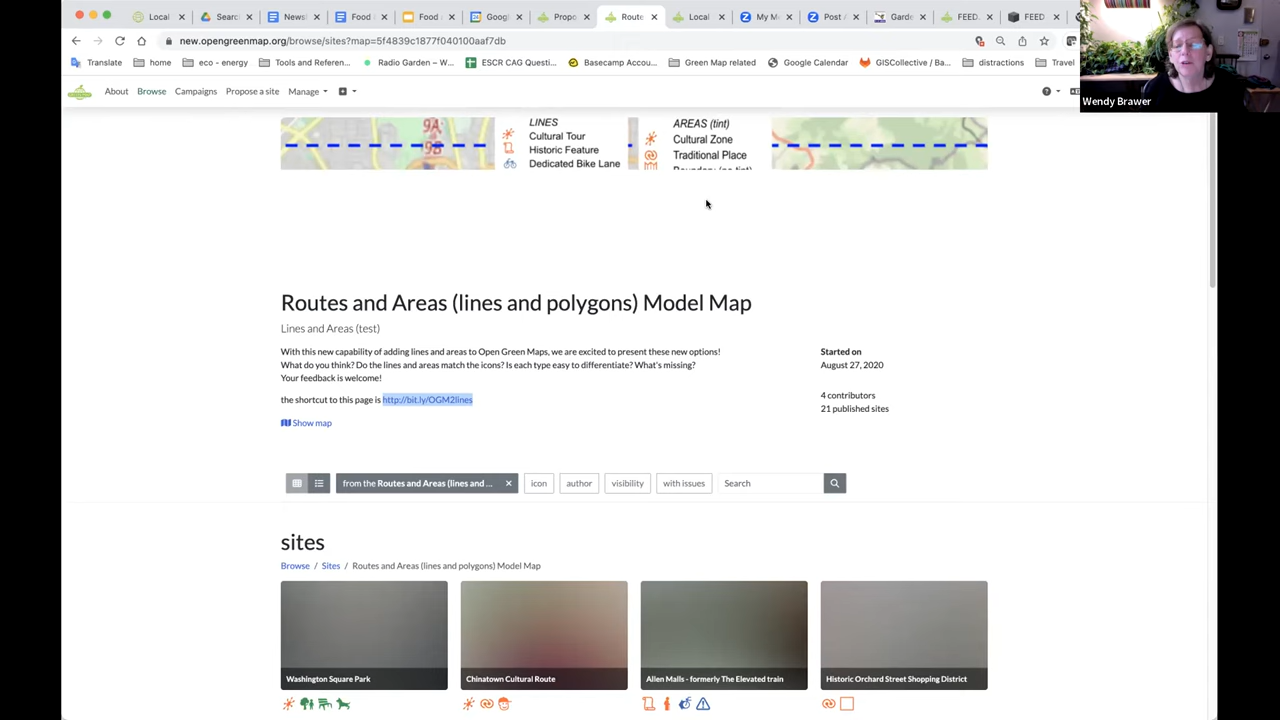 Local
Searc
Newsl
Food
Food
Googl
Propo
Route
Local
My M
Post
Garde
FEED.
FEED
new.opengreenmap.org/browse/sites?map=5f4839c1877f040100aaf7db
Translate
home
eco - energy
Tools and Referen...
Radio Garden – W...
ESCR CAG Questi...
Basecamp Accou...
Green Map related
Google Calendar
GISCollective / Ba...
distractions
Travel
Wendy Brawer
About
Browse
Campaigns
Propose a site
Manage
9A
9B
LINES
Cultural Tour
Historic Feature
Dedicated Bike Lane
AREAS (tint)
Cultural Zone
Traditional Place
Boundary (no tint)
Routes and Areas (lines and polygons) Model Map
Lines and Areas (test)
With this new capability of adding lines and areas to Open Green Maps, we are excited to present these new options!
What do you think? Do the lines and areas match the icons? Is each type easy to differentiate? What's missing?
Your feedback is welcome!
the shortcut to this page is http://bit.ly/OGM2lines
Show map
Started on
August 27, 2020
4 contributors
21 published sites
from the Routes and Areas (lines and ...
icon
author
visibility
with issues
Search
sites
Browse / Sites / Routes and Areas (lines and polygons) Model Map
Washington Square Park
Chinatown Cultural Route
Allen Malls - formerly The Elevated train
Historic Orchard Street Shopping District